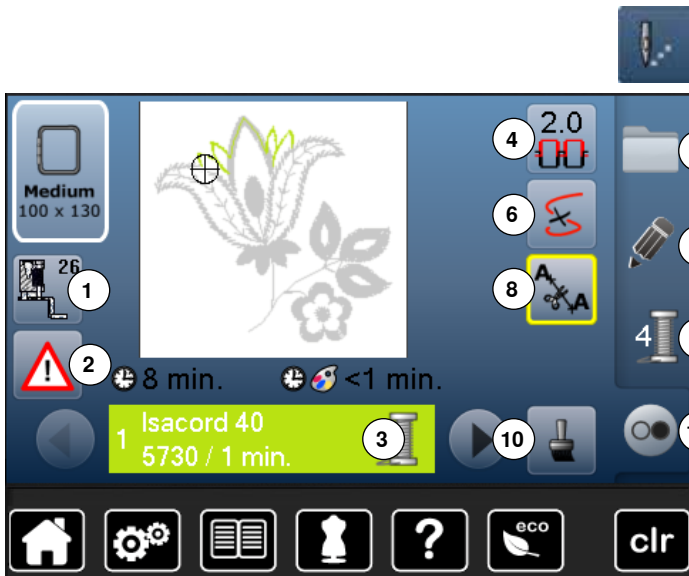 2.0
4
Medium
100 x 130
6
26
1
8
A
A
4
2
8 min.
<1 min.
1
Isacord 40
5730 / 1 min.
3
10
?
eco
clr